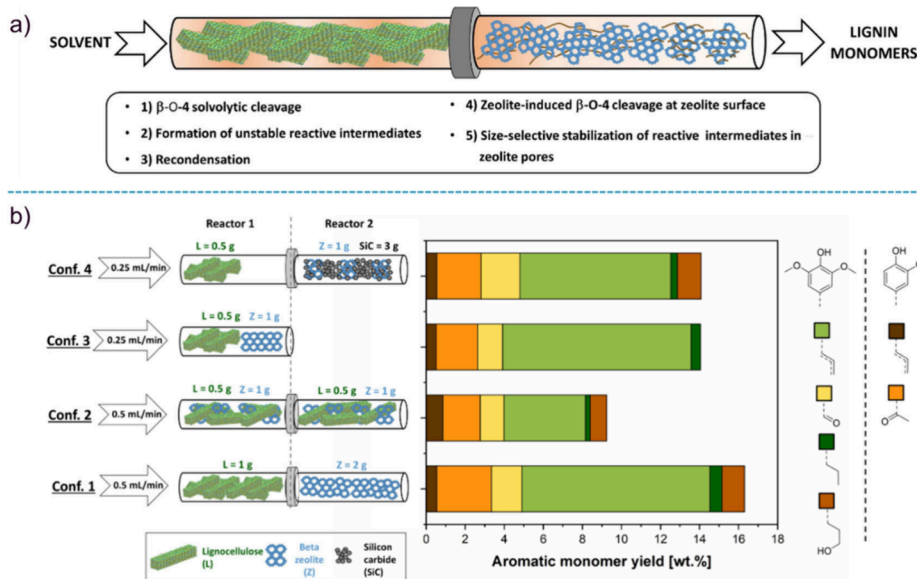 a)
SOLVENT
LIGNIN
MONOMERS
• 1) β-O-4 solvolytic cleavage
• 2) Formation of unstable reactive intermediates
• 3) Recondensation
• 4) Zeolite-induced β-O-4 cleavage at zeolite surface
• 5) Size-selective stabilization of reactive intermediates in
zeolite pores
b)
Reactor 1
Reactor 2
L = 0.5 g
Z = 1 g
SiC = 3 g
Conf. 4
0.25 mL/min
L = 0.5 g
Z = 1 g
Conf. 3
0.25 mL/min
L = 0.5 g
Z = 1 g
L = 0.5 g
Z = 1 g
Conf. 2
0.5 mL/min
L = 1 g
Z = 2 g
Conf. 1
0.5 mL/min
Lignocellulose
(L)
Beta
zeolite
(Z)
Silicon
carbide
(SiC)
0 2 4 6 8 10 12 14 16 18
Aromatic monomer yield [wt.%]
OH
O
O
O
HO
OH
O